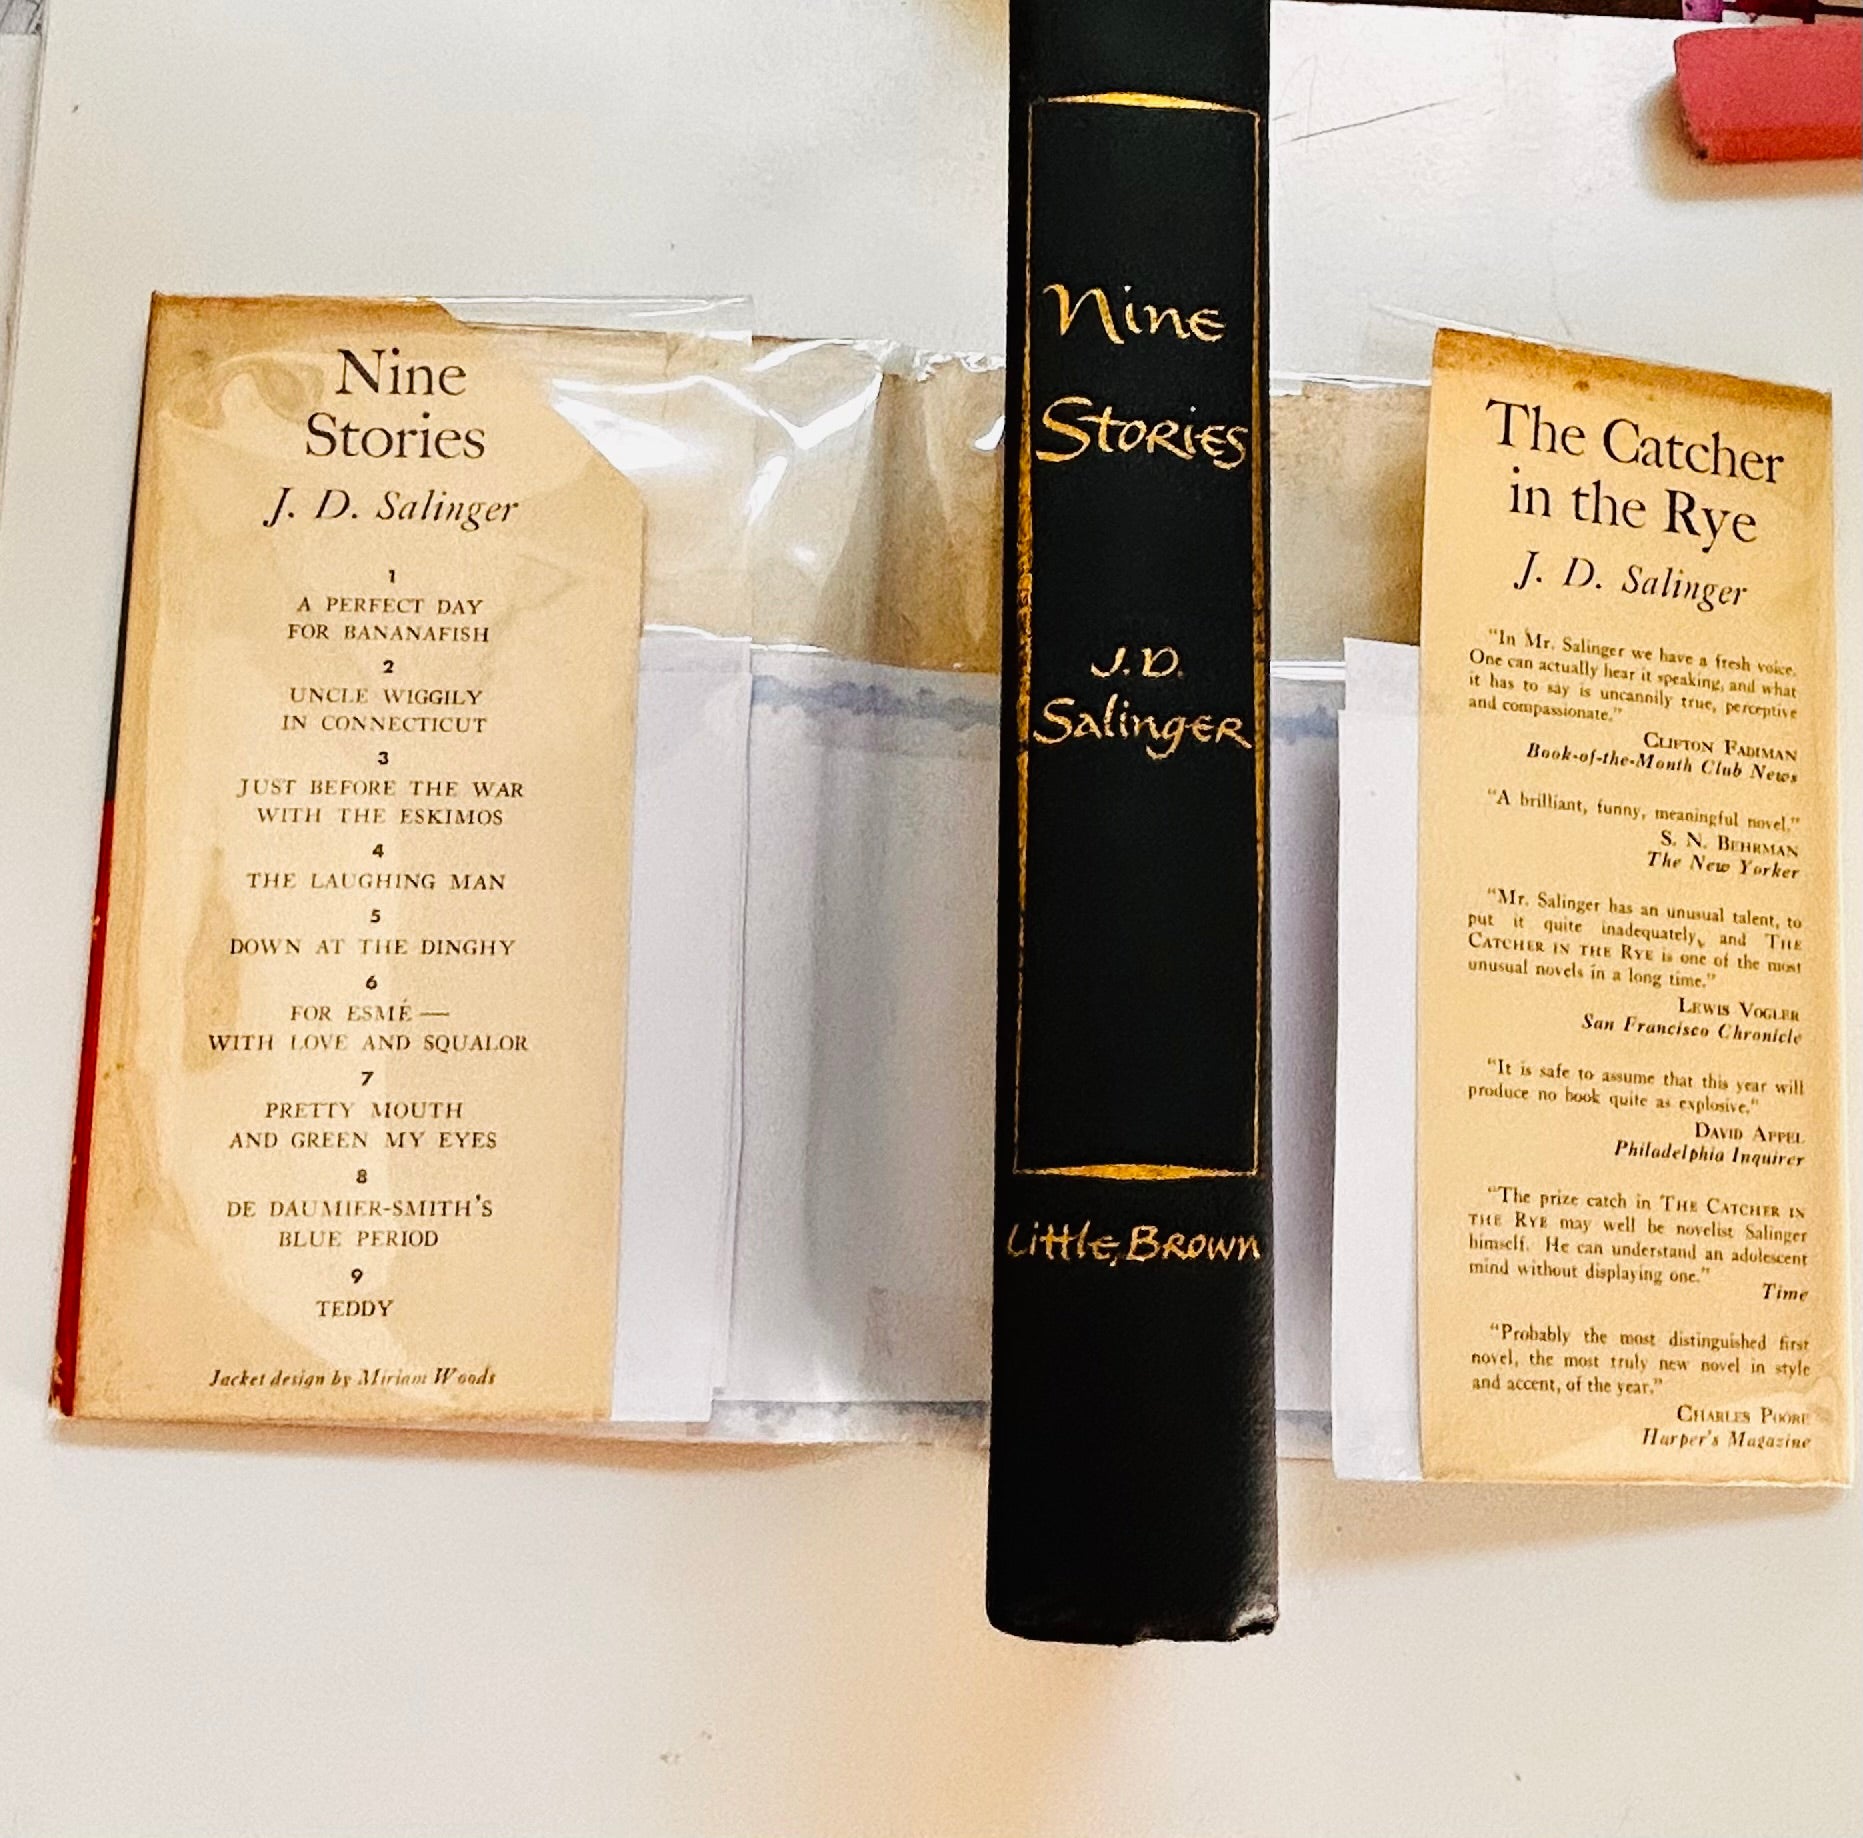 Nine
Stories
J. D. Salinger
1
A PERFECT DAY
FOR BANANAFISH
2
UNCLE WIGGILY
IN CONNECTICUT
3
JUST BEFORE THE WAR
WITH THE ESKIMOS
4
THE LAUGHING MAN
5
DOWN AT THE DINGHY
6
FOR ESMÉ—
WITH LOVE AND SQUALOR
7
PRETTY MOUTH
AND GREEN MY EYES
8
DE DAUMIER-SMITH'S
BLUE PERIOD
9
TEDDY
Jacket design by Miriam Woods
Nine
Stories
J. D.
Salinger
Little, Brown
The Catcher
in the Rye
J. D. Salinger
"In Mr. Salinger we have a fresh voice.
One can actually hear it speaking, and what
it has to say is uncannily true, perceptive
and compassionate."
CLIFTON FADIMAN
Book-of-the-Month Club News
"A brilliant, funny, meaningful novel."
S. N. BEHRMAN
The New Yorker
"Mr. Salinger has an unusual talent, to
put it quite inadequately, and THE
CATCHER IN THE RYE is one of the most
unusual novels in a long time."
LEWIS VOGLER
San Francisco Chronicle
"It is safe to assume that this year will
produce no book quite as explosive."
DAVID APPEL
Philadelphia Inquirer
"The prize catch in THE CATCHER IN
THE RYE may well be novelist Salinger
himself. He can understand an adolescent
mind without displaying one."
Time
"Probably the most distinguished first
novel, the most truly new novel in style
and accent, of the year."
CHARLES POORE
Harper's Magazine